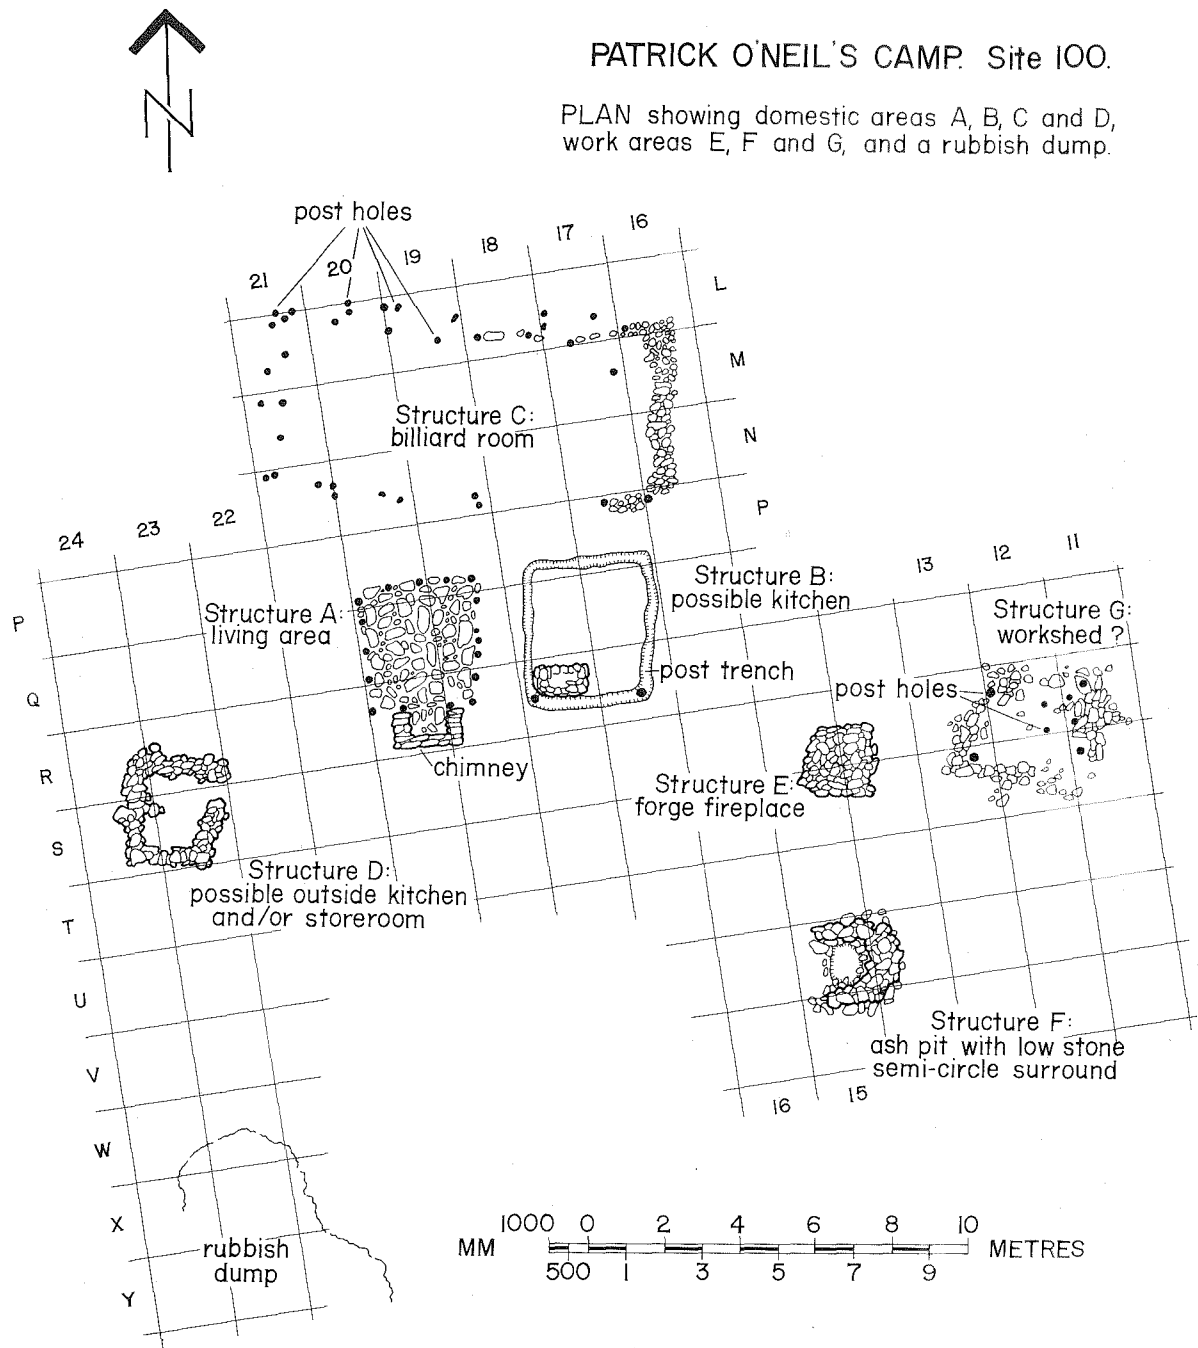 N
PATRICK O'NEIL'S CAMP. Site 100.
PLAN showing domestic areas A, B, C and D,
work areas E, F and G, and a rubbish dump.
post holes
21
20
19
18
17
16
L
M
N
P
Structure C:
billiard room
24
23
22
P
Q
R
S
T
U
V
W
X
Y
Structure A:
living area
chimney
Structure B:
possible kitchen
post trench
13
12
11
Structure G:
workshed ?
post holes
Structure E:
forge fireplace
Structure D:
possible outside kitchen
and/or storeroom
Structure F:
ash pit with low stone
semi-circle surround
16
15
rubbish
dump
1000 0 2 4 6 8 10
MM METRES
500 1 3 5 7 9